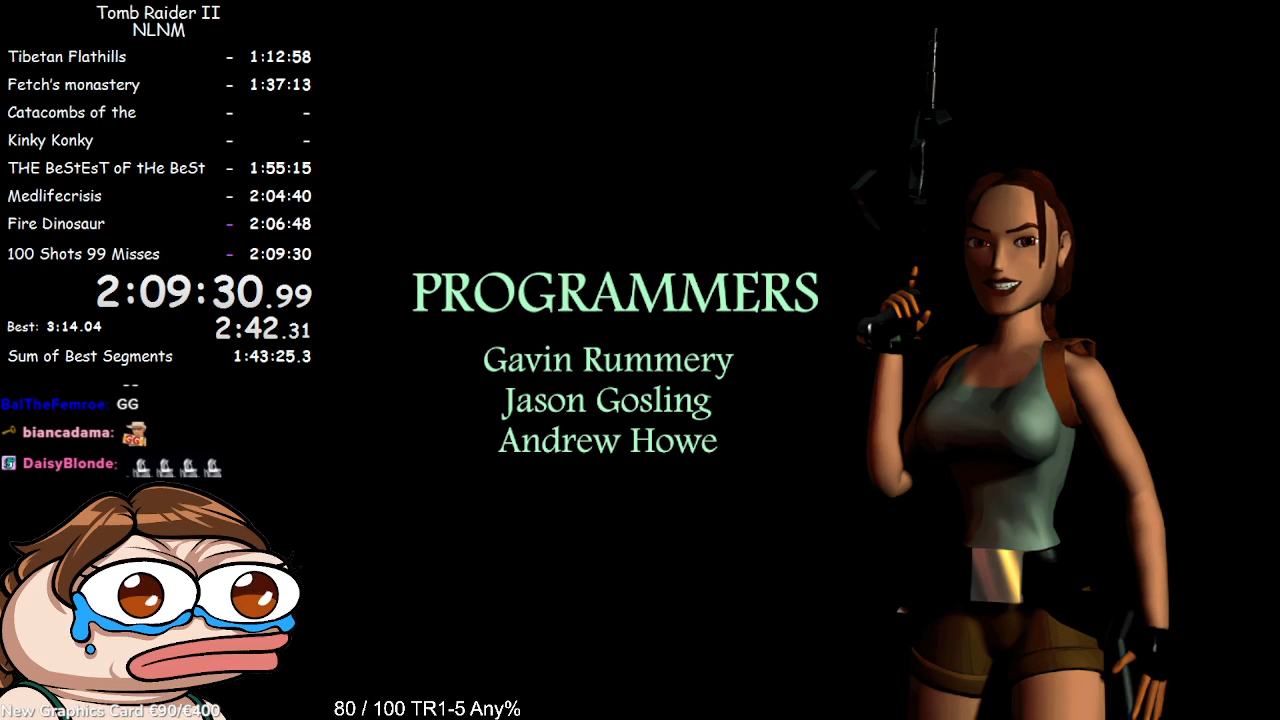 Tomb Raider II
NLNM
Tibetan Flathills - 1:12:58
Fetch's monastery - 1:37:13
Catacombs of the - -
Kinky Konky - -
THE BeStEsT oF tHe BeSt - 1:55:15
Medlifecrisis - 2:04:40
Fire Dinosaur - 2:06:48
100 Shots 99 Misses - 2:09:30
2:09:30.99
Best: 3:14.04 2:42.31
Sum of Best Segments 1:43:25.3
BalTheFemroe: GG
biancadama: GG
DaisyBlonde:
New Graphics Card €90/€400
PROGRAMMERS
Gavin Rummery
Jason Gosling
Andrew Howe
80 / 100 TR1-5 Any%